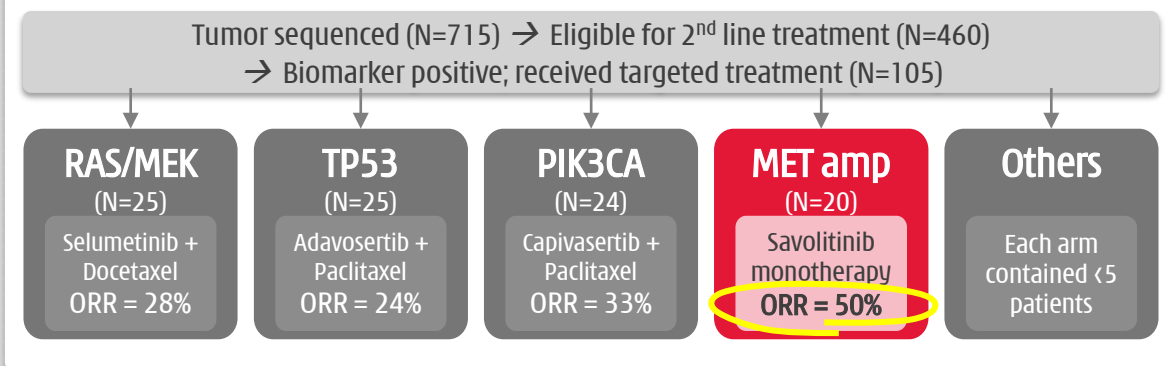 Tumor sequenced (N=715) → Eligible for 2nd line treatment (N=460)
→ Biomarker positive; received targeted treatment (N=105)
RAS/MEK
(N=25)
Selumetinib +
Docetaxel
ORR = 28%
TP53
(N=25)
Adavosertib +
Paclitaxel
ORR = 24%
PIK3CA
(N=24)
Capivasertib +
Paclitaxel
ORR = 33%
MET amp
(N=20)
Savolitinib
monotherapy
ORR = 50%
Others
Each arm
contained <5
patients